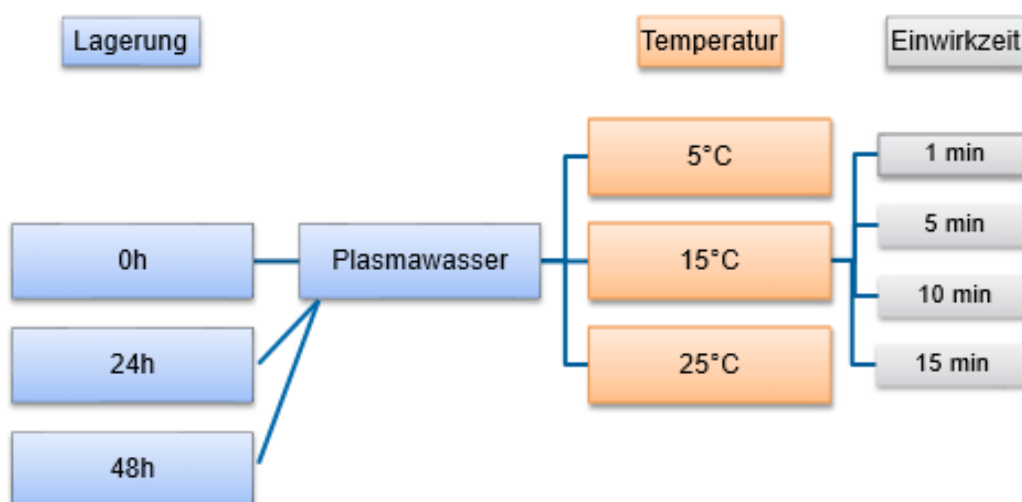 Lagerung
Temperatur
Einwirkzeit
5°C
1 min
5 min
0h
Plasmawasser
15°C
10 min
24h
25°C
15 min
48h